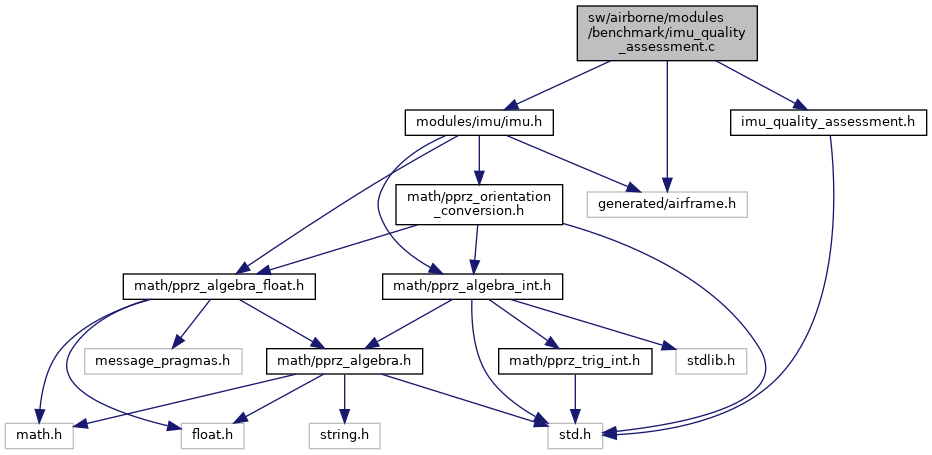 sw/airborne/modules
/benchmark/imu_quality
_assessment.c
modules/imu/imu.h
imu_quality_assessment.h
math/pprz_orientation
_conversion.h
generated/airframe.h
math/pprz_algebra_float.h
math/pprz_algebra_int.h
message_pragmas.h
math/pprz_algebra.h
math/pprz_trig_int.h
stdlib.h
math.h
float.h
string.h
std.h